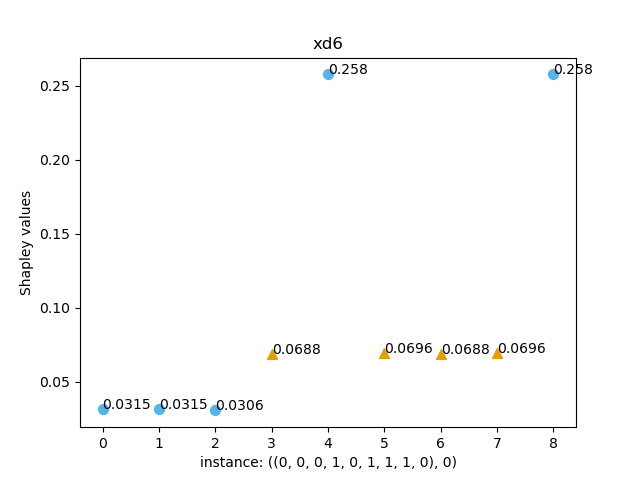 xd6
0.258 0.258
0.25
0.20
0.15
Shapley values
0.10
0.0688 0.0696 0.0688 0.0696
0.05
0.0315 0.0315 0.0306
0 1 2 3 4 5 6 7 8
instance: ((0, 0, 0, 1, 0, 1, 1, 1, 0), 0)